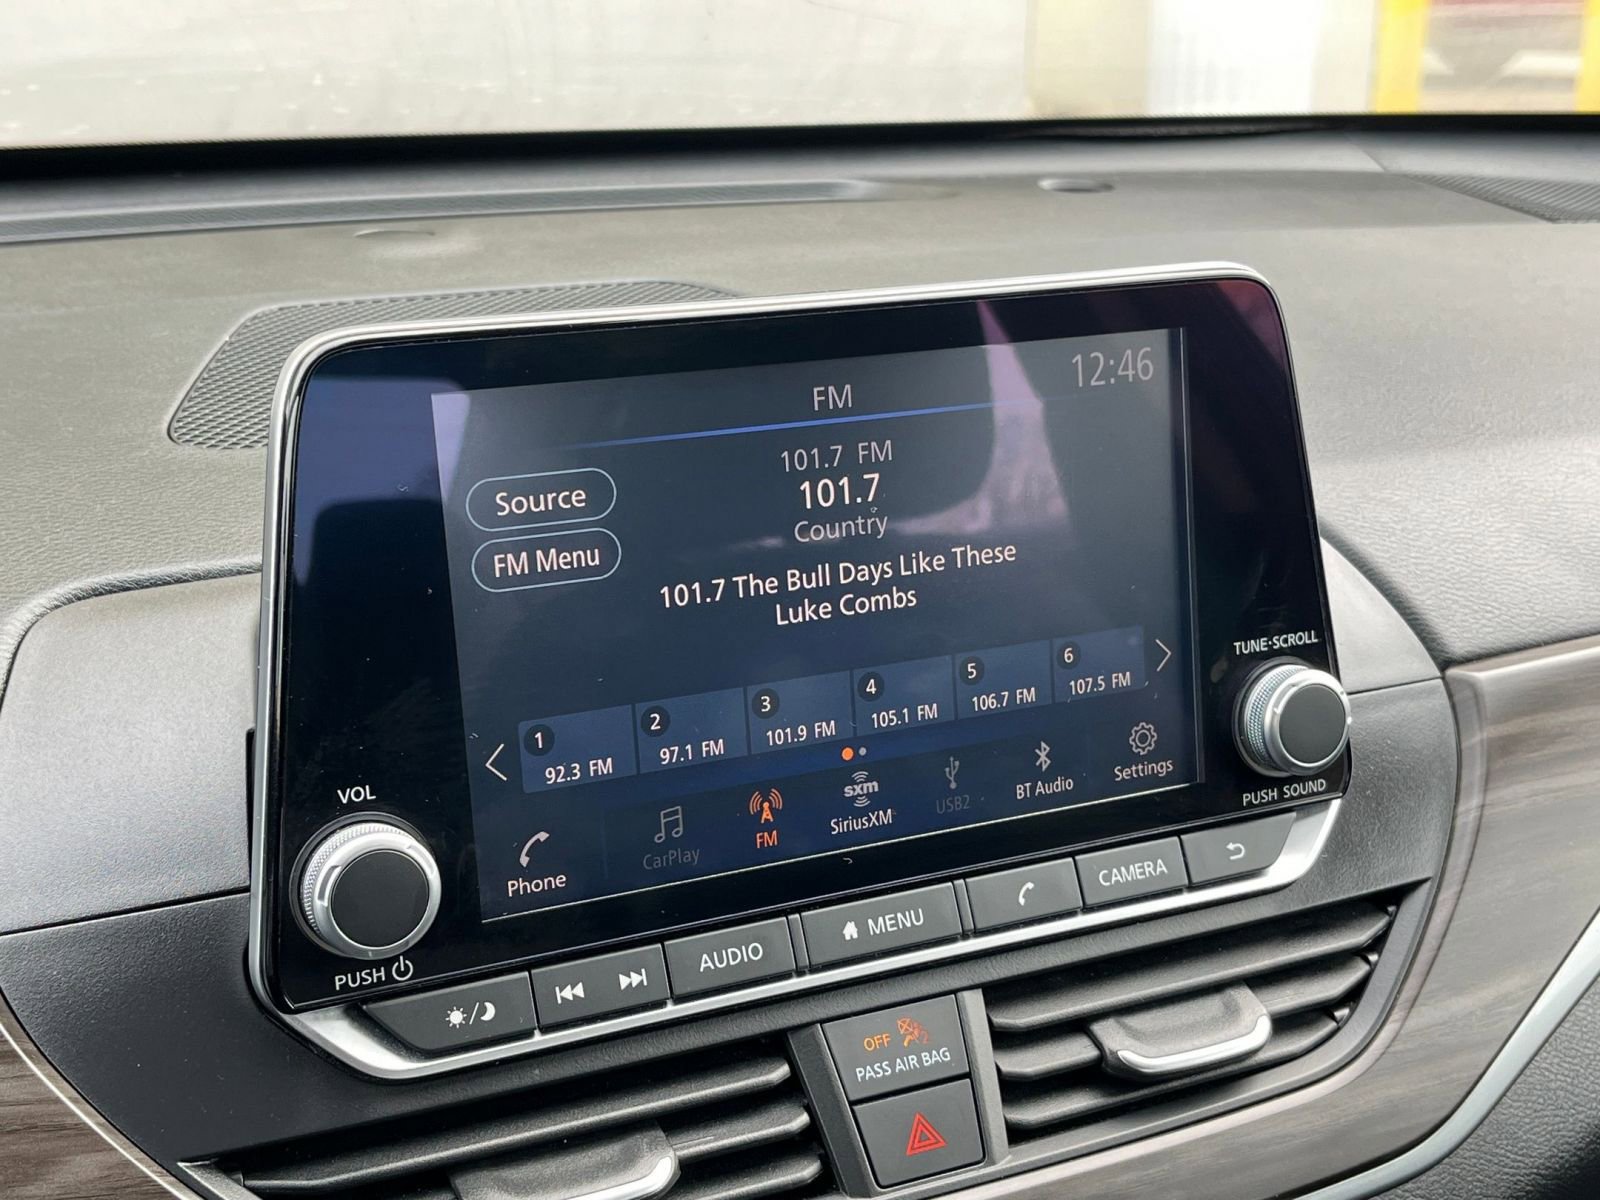 12:46
FM
101.7 FM
101.7
Country
Source
FM Menu
101.7 The Bull Days Like These
Luke Combs
1
92.3 FM
2
97.1 FM
3
101.9 FM
4
105.1 FM
5
106.7 FM
6
107.5 FM
Phone
CarPlay
FM
sxm
SiriusXM
USB2
BT Audio
Settings
VOL
PUSH
TUNE·SCROLL
PUSH SOUND
AUDIO
MENU
CAMERA
OFF
2
PASS AIR BAG